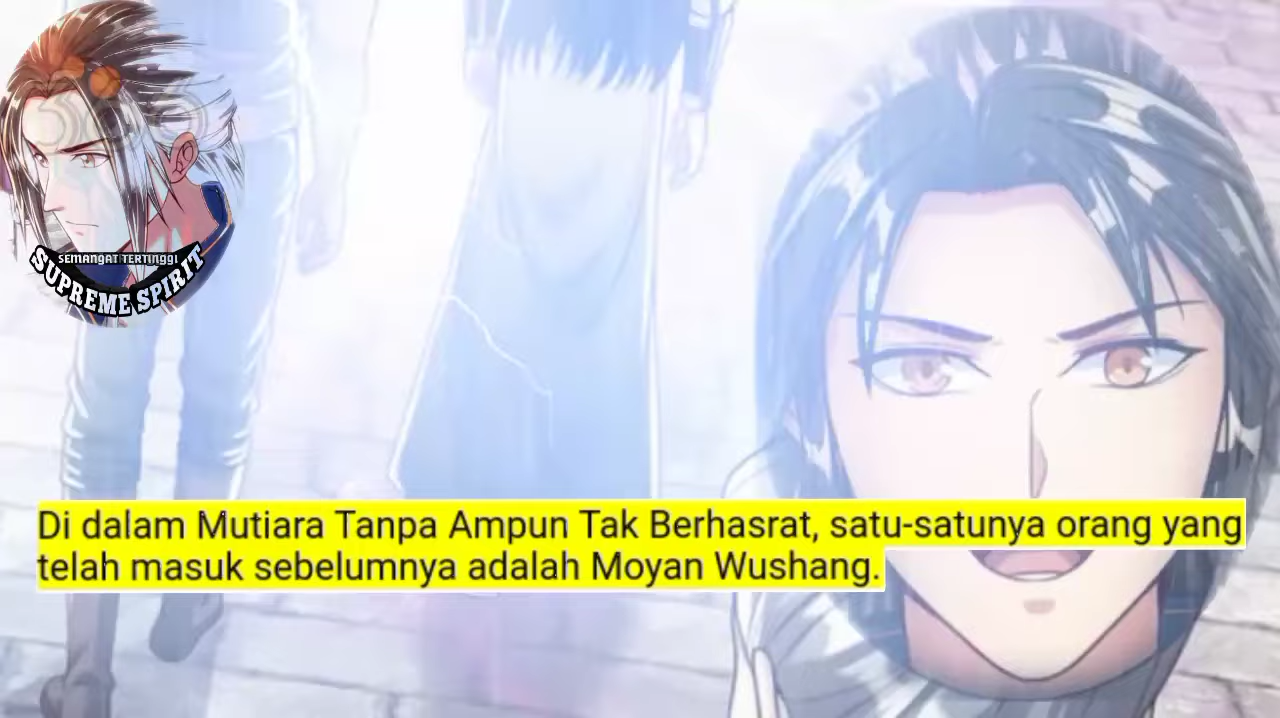 SEMANGAT TERTINGGI
SUPREME SPIRIT
Di dalam Mutiara Tanpa Ampun Tak Berhasrat, satu-satunya orang yang
telah masuk sebelumnya adalah Moyan Wushang.